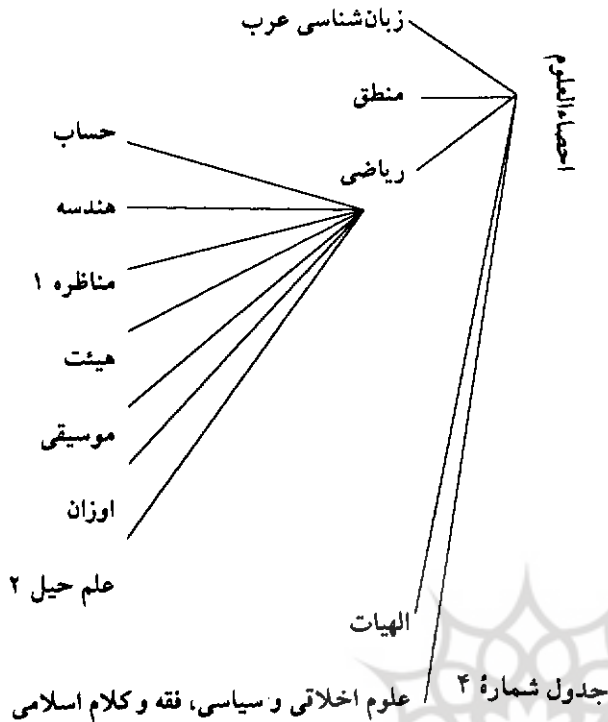 احصاءالعلوم
زبان‌شناسی عرب
منطق
ریاضی
حساب
هندسه
مناظره ۱
هیئت
موسیقی
اوزان
علم حیل ۲
الهیات
علوم اخلاقی و سیاسی، فقه و کلام اسلامی
جدول شمارهٔ ۴